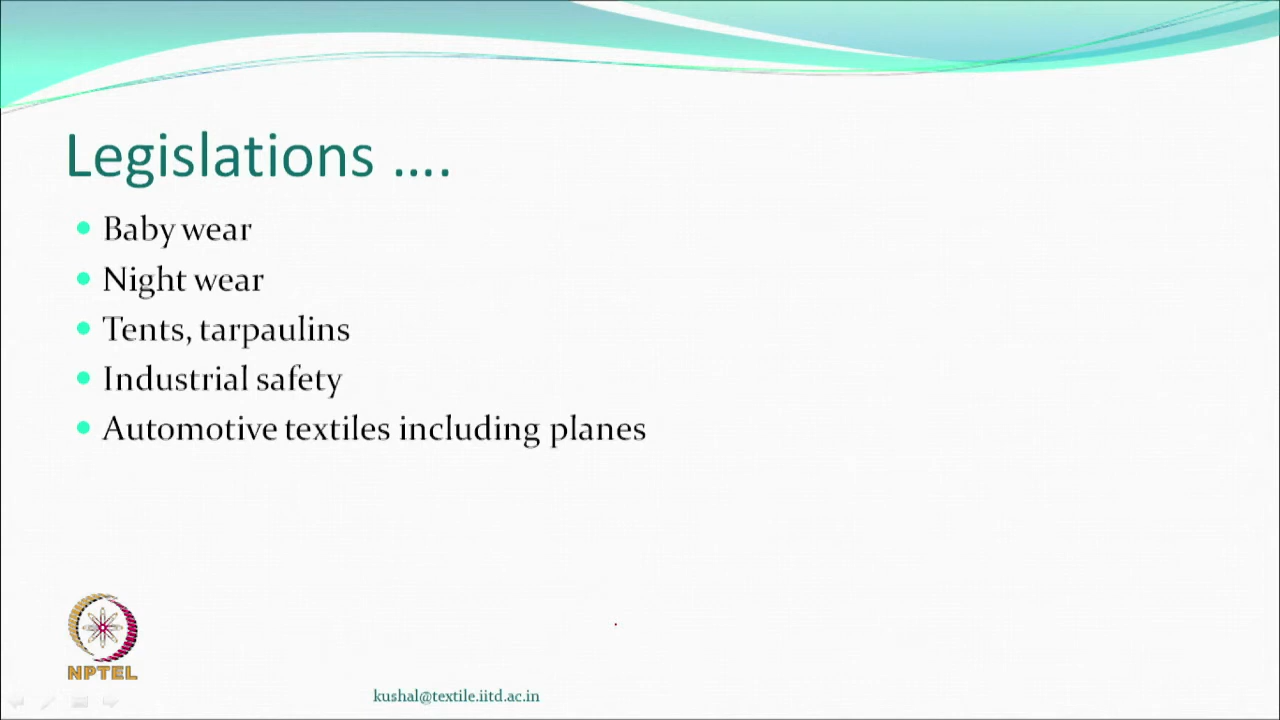 Legislations ....
Baby wear
Night wear
Tents, tarpaulins
Industrial safety
Automotive textiles including planes
NPTEL
kushal@textile.iitd.ac.in